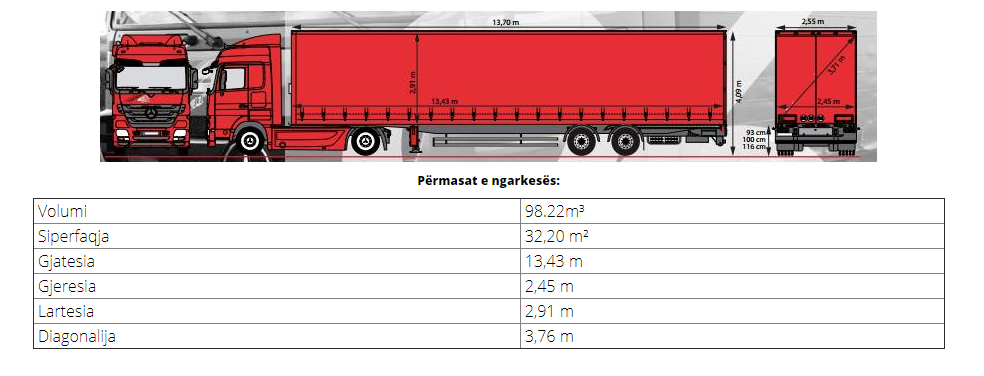 13,70 m
2,55 m
2,91 m
13,43 m
4,09 m
3,71 m
2,45 m
93 cm
100 cm
116 cm
Përmasat e ngarkesës:
Volumi 98.22m³
Siperfaqja 32,20 m²
Gjatesia 13,43 m
Gjeresia 2,45 m
Lartesia 2,91 m
Diagonalija 3,76 m